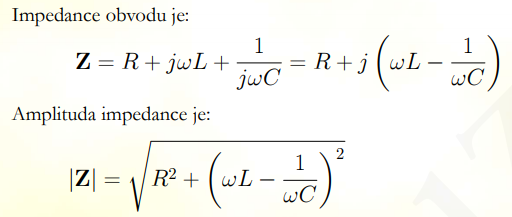 Impedance obvodu je:
Z = R + jωL + 1/(jωC) = R + j(ωL − 1/(ωC))
Amplituda impedance je:
|Z| = √(R² + (ωL − 1/(ωC))²)